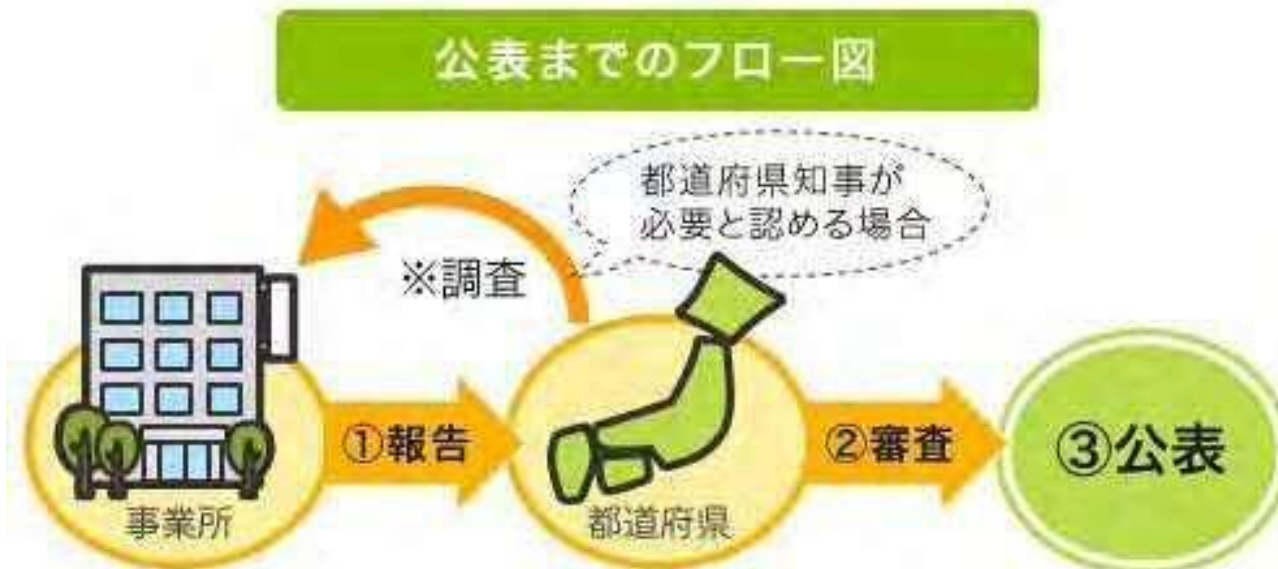 公表までのフロー図
都道府県知事が
必要と認める場合
※調査
①報告
②審査
③公表
事業所
都道府県